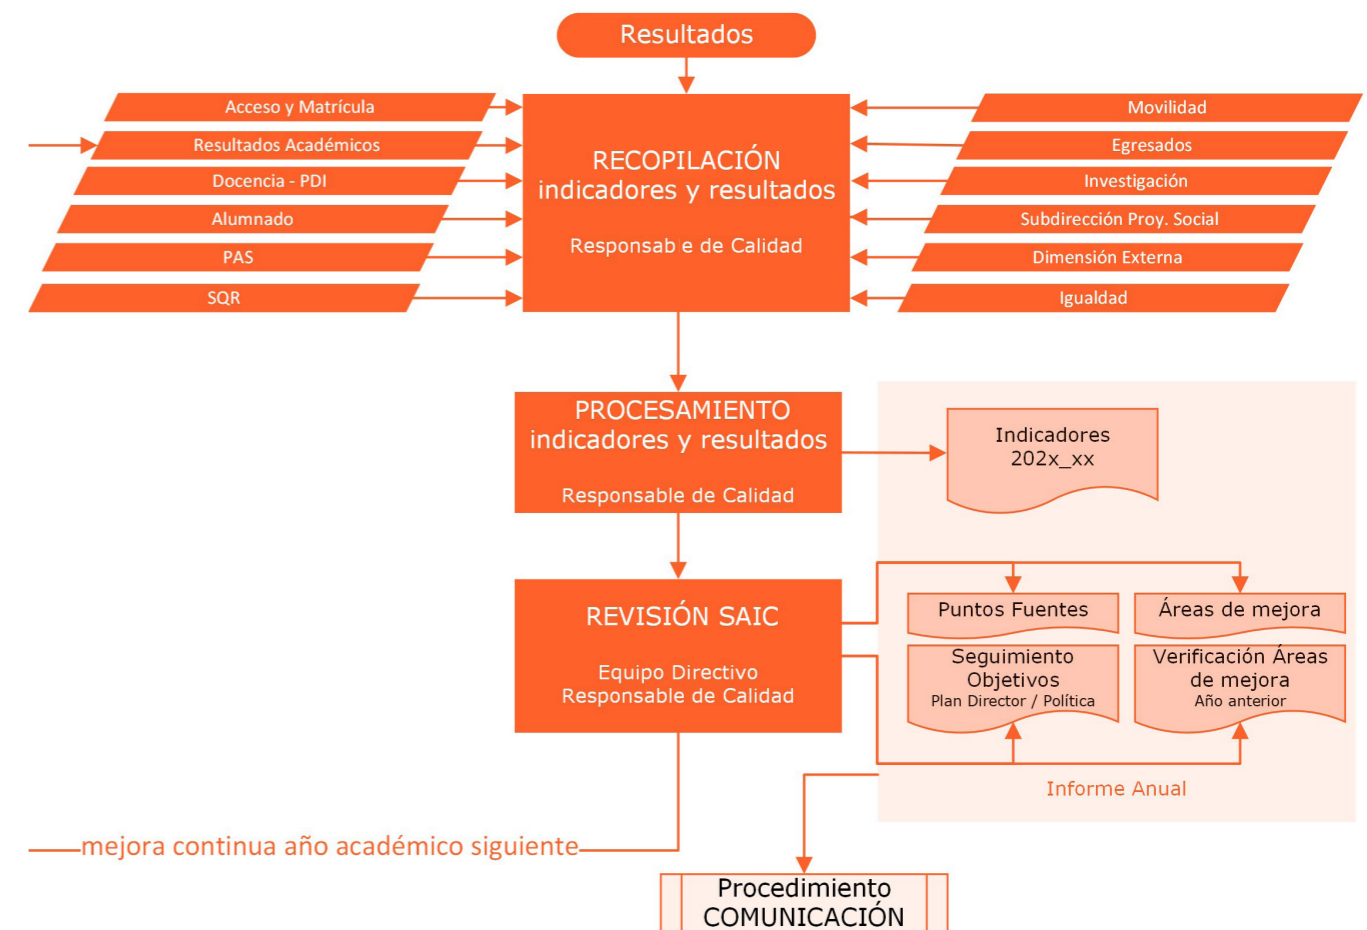 Resultados
Acceso y Matrícula
Resultados Académicos
Docencia - PDI
Alumnado
PAS
SQR
RECOPILACIÓN
indicadores y resultados
Responsab e de Calidad
Movilidad
Egresados
Investigación
Subdirección Proy. Social
Dimensión Externa
Igualdad
PROCESAMIENTO
indicadores y resultados
Responsable de Calidad
Indicadores
202x_xx
REVISIÓN SAIC
Equipo Directivo
Responsable de Calidad
Puntos Fuentes
Áreas de mejora
Seguimiento
Objetivos
Plan Director / Política
Verificación Áreas
de mejora
Año anterior
Informe Anual
mejora continua año académico siguiente
Procedimiento
COMUNICACIÓN